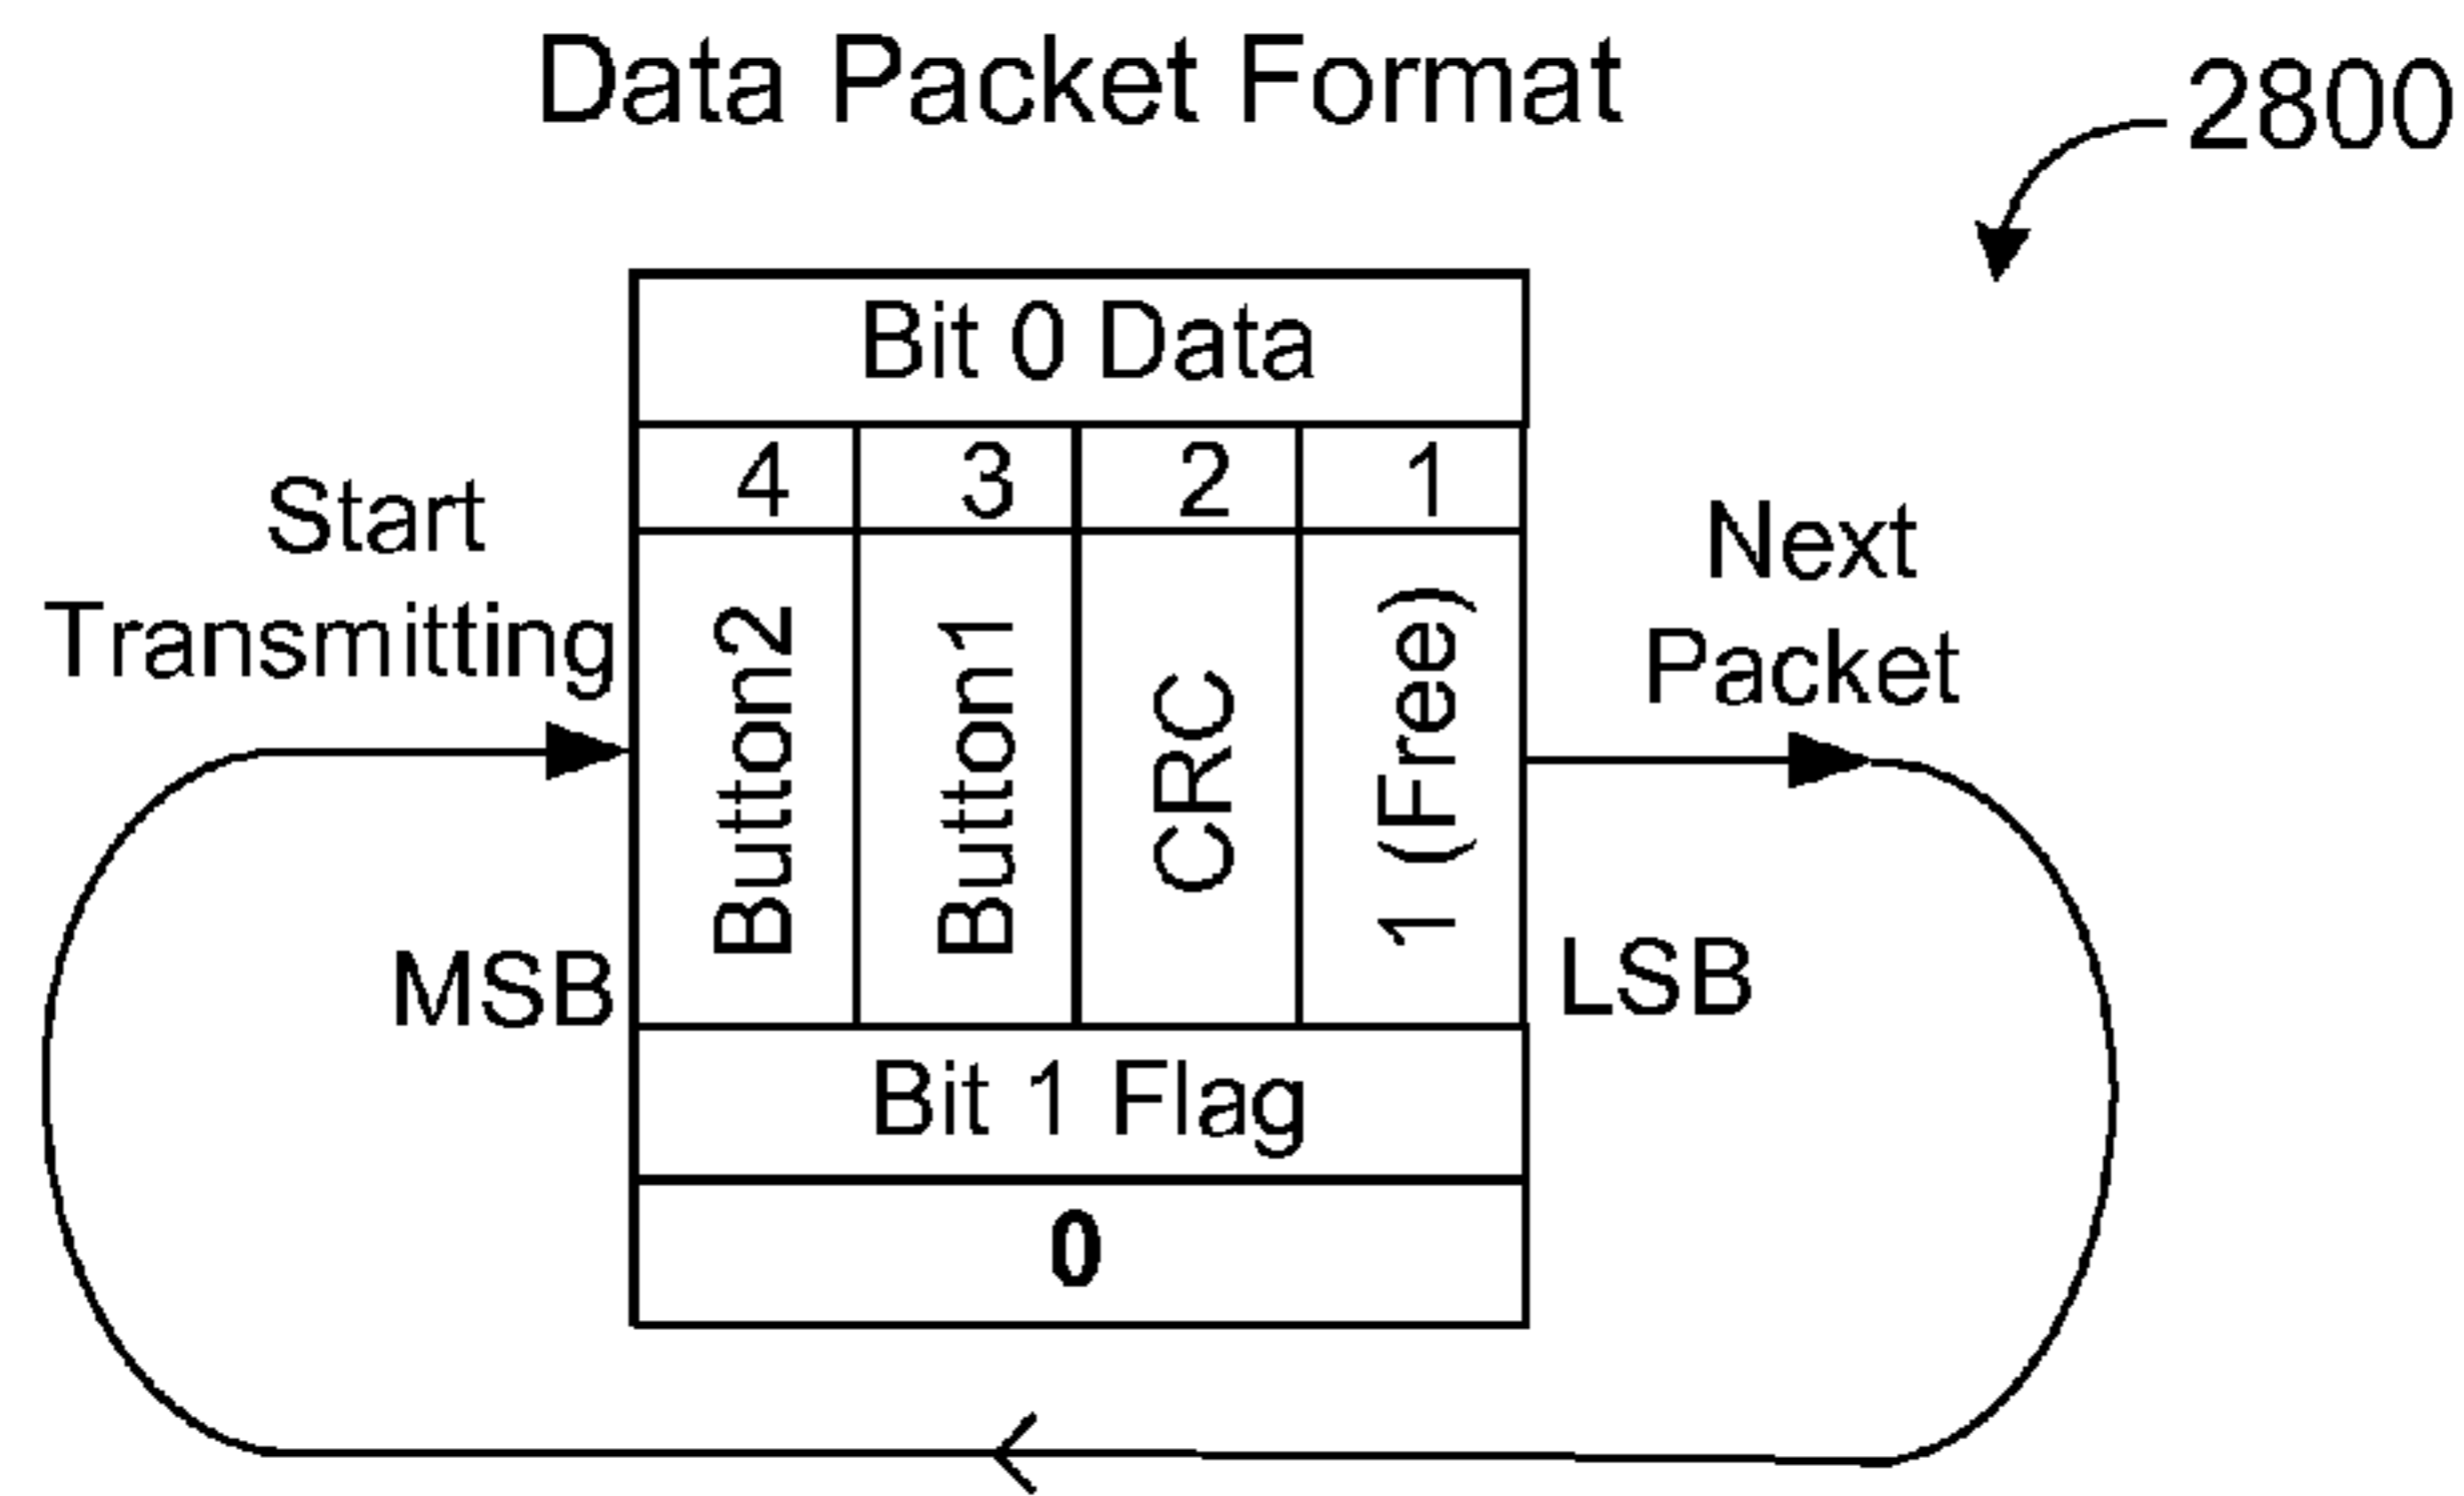 Data Packet Format
2800
Bit 0 Data
4 3 2 1
Start
Transmitting
Next
Packet
Button2
Button1
CRC
1 (Free)
MSB
LSB
Bit 1 Flag
0